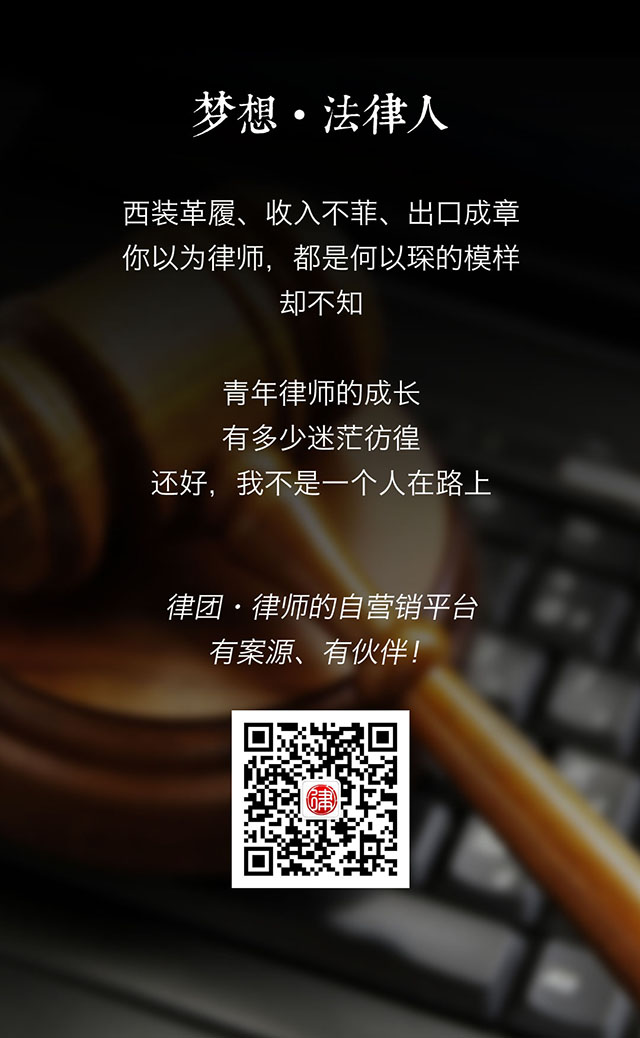 梦想·法律人
西装革履、收入不菲、出口成章
你以为律师，都是何以琛的模样
却不知
青年律师的成长
有多少迷茫彷徨
还好，我不是一个人在路上
律团·律师的自营销平台
有案源、有伙伴！
律